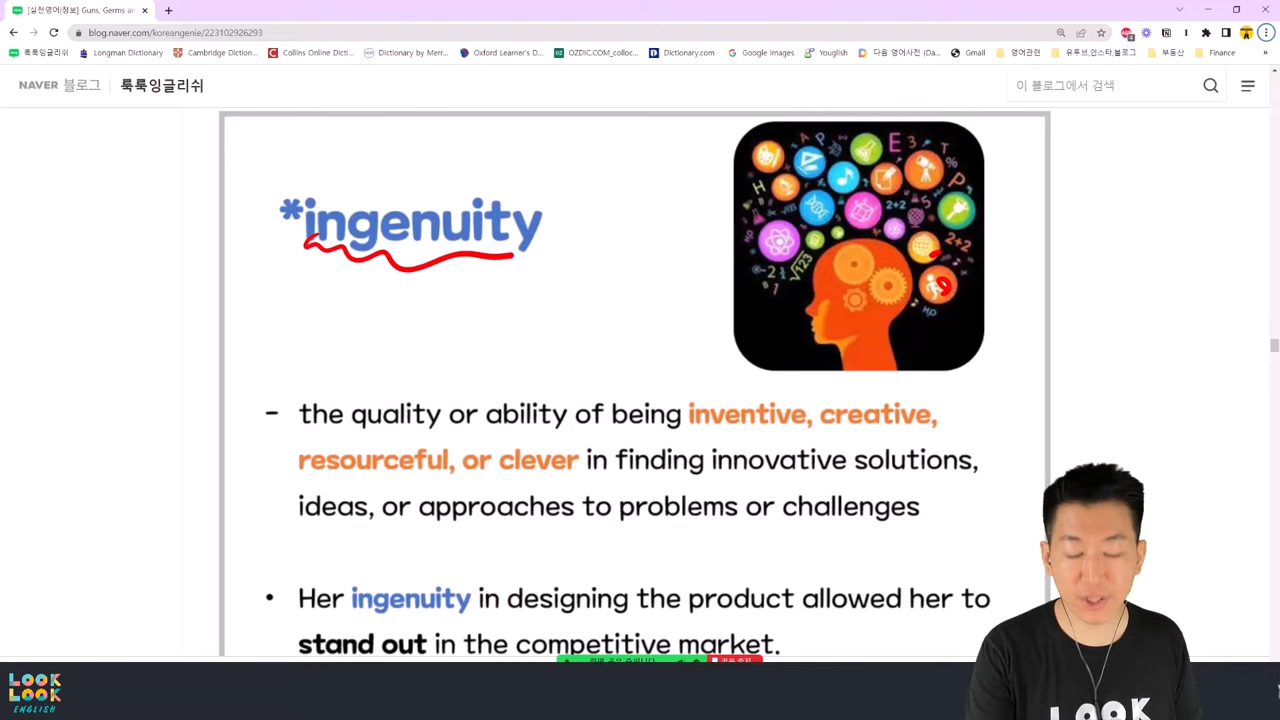 [실전영어/정보] Guns, Germs an
blog.naver.com/koreangenie/223102926293
룩룩잉글리쉬
Longman Dictionary
Cambridge Diction...
Collins Online Dicti...
Dictionary by Merr...
Oxford Learner's D...
OZDIC.COM_colloc...
Dictionary.com
Google Images
Youglish
다음 영어사전 (Da...
Gmail
영어관련
유투브,인스타,블로그
부동산
Finance
NAVER 블로그
룩룩잉글리쉬
이 블로그에서 검색
*ingenuity
- the quality or ability of being inventive, creative,
resourceful, or clever in finding innovative solutions,
ideas, or approaches to problems or challenges
• Her ingenuity in designing the product allowed her to
stand out in the competitive market.
LOOK
LOOK
ENGLISH
LOOK